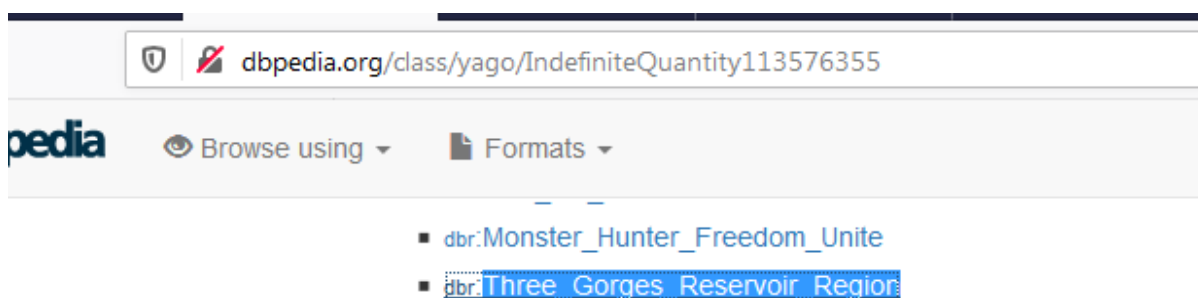 dbpedia.org/class/yago/IndefiniteQuantity113576355
pedia Browse using Formats
dbr:Monster_Hunter_Freedom_Unite
dbr:Three_Gorges_Reservoir_Region